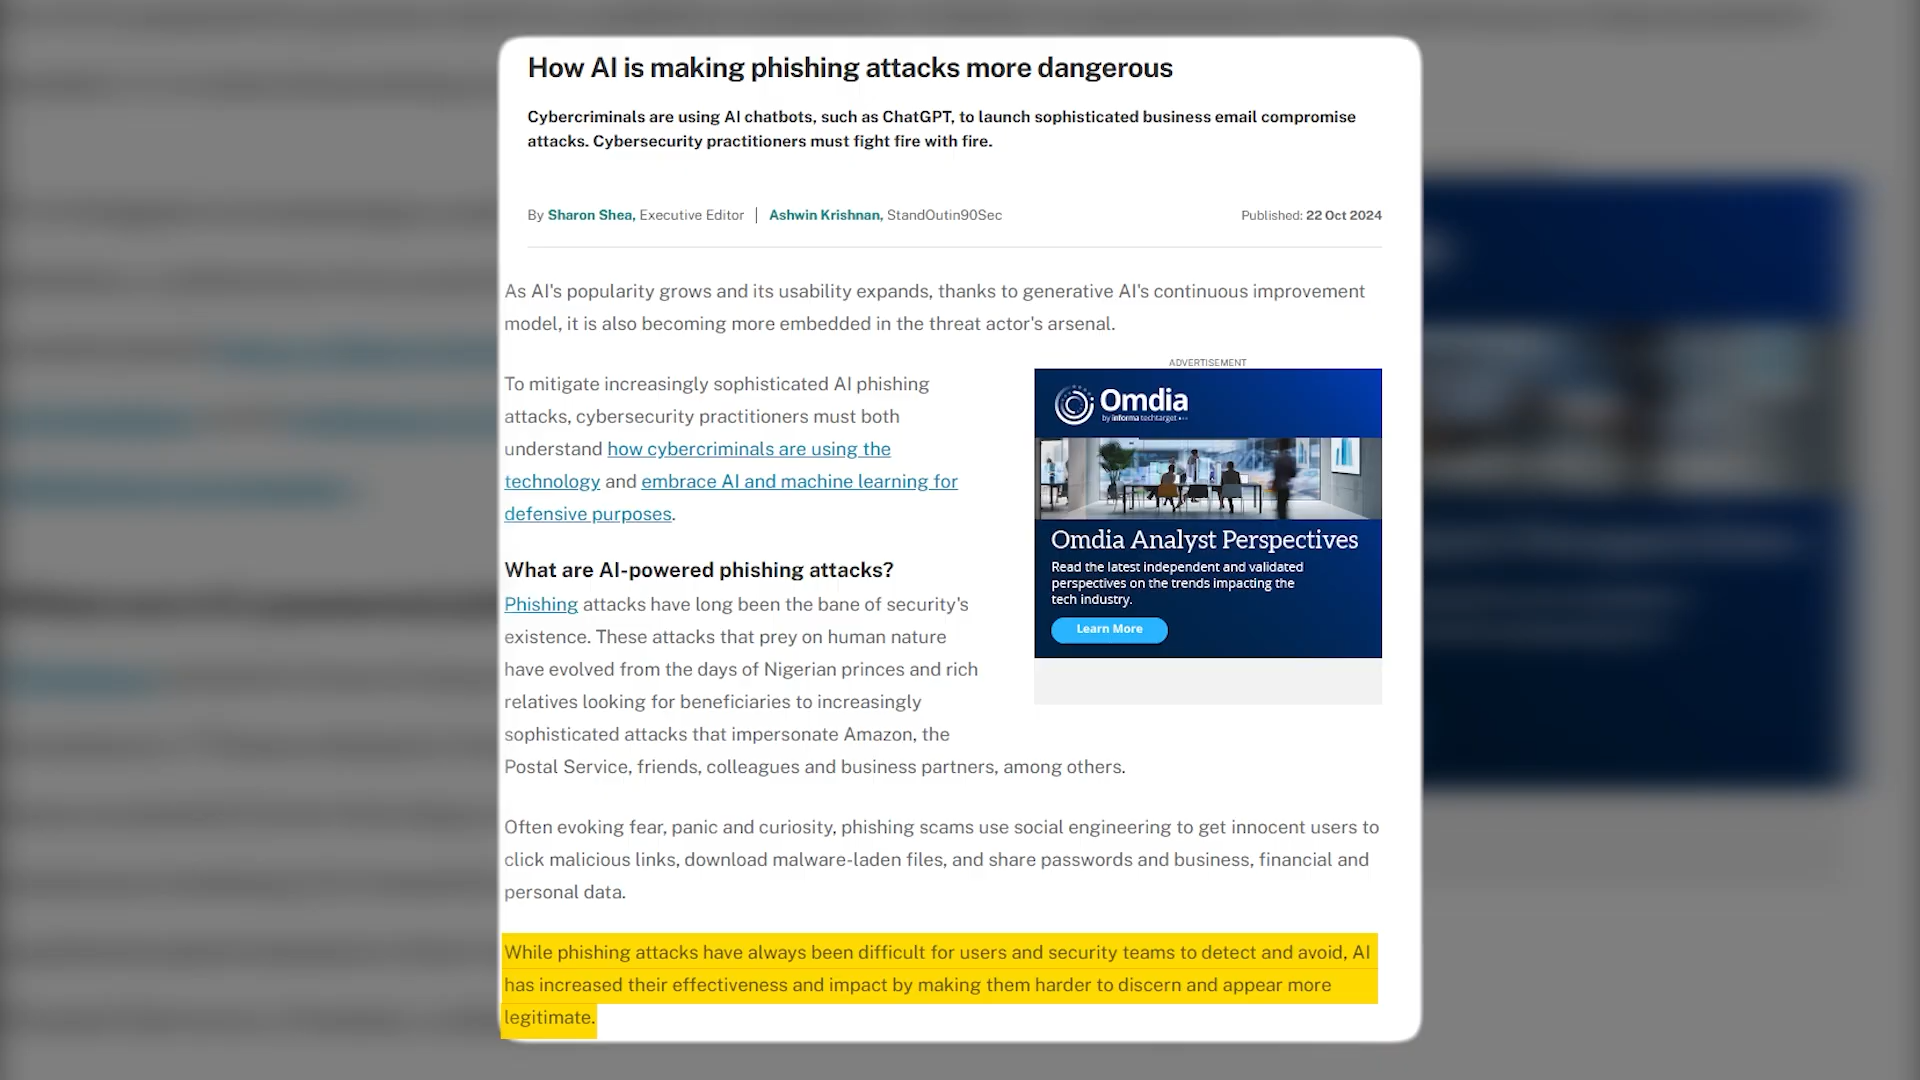 How AI is making phishing attacks more dangerous
Cybercriminals are using AI chatbots, such as ChatGPT, to launch sophisticated business email compromise
attacks. Cybersecurity practitioners must fight fire with fire.
By Sharon Shea, Executive Editor | Ashwin Krishnan, StandOutin90Sec
Published: 22 Oct 2024
As AI's popularity grows and its usability expands, thanks to generative AI's continuous improvement
model, it is also becoming more embedded in the threat actor's arsenal.
To mitigate increasingly sophisticated AI phishing
attacks, cybersecurity practitioners must both
understand how cybercriminals are using the
technology and embrace AI and machine learning for
defensive purposes.
ADVERTISEMENT
Omdia
by informa techtarget
Omdia Analyst Perspectives
Read the latest independent and validated
perspectives on the trends impacting the
tech industry.
Learn More
What are AI-powered phishing attacks?
Phishing attacks have long been the bane of security's
existence. These attacks that prey on human nature
have evolved from the days of Nigerian princes and rich
relatives looking for beneficiaries to increasingly
sophisticated attacks that impersonate Amazon, the
Postal Service, friends, colleagues and business partners, among others.
Often evoking fear, panic and curiosity, phishing scams use social engineering to get innocent users to
click malicious links, download malware-laden files, and share passwords and business, financial and
personal data.
While phishing attacks have always been difficult for users and security teams to detect and avoid, AI
has increased their effectiveness and impact by making them harder to discern and appear more
legitimate.